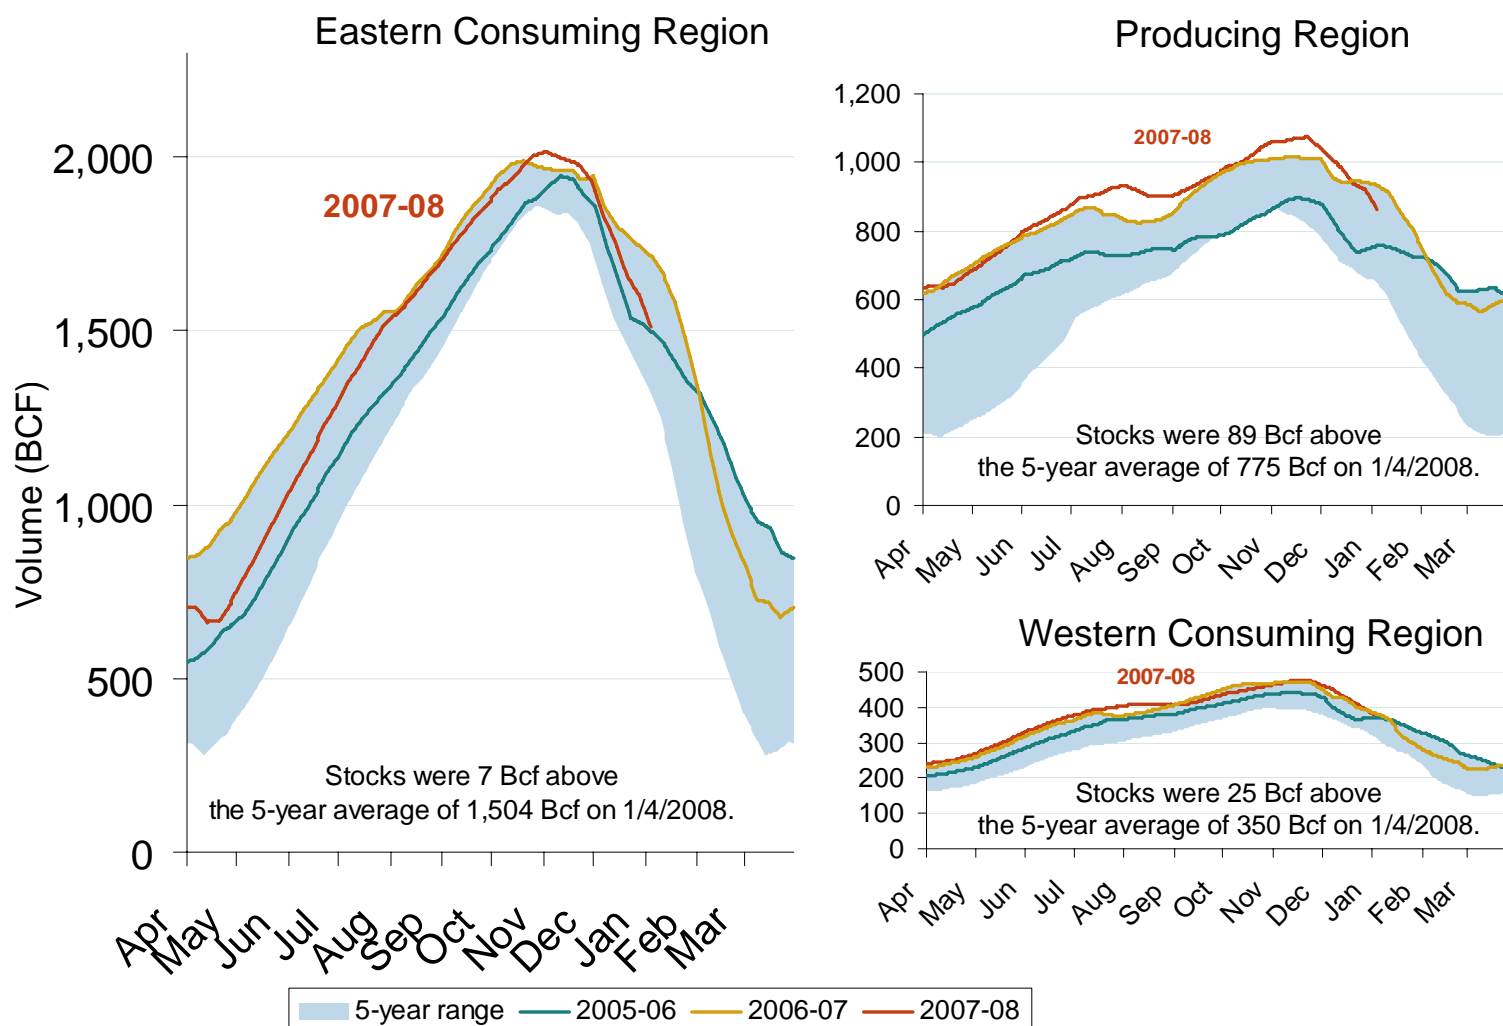 Eastern Consuming Region
Volume (BCF)
2,000
1,500
1,000
500
0
2007-08
Stocks were 7 Bcf above
the 5-year average of 1,504 Bcf on 1/4/2008.
Apr
May
Jun
Jul
Aug
Sep
Oct
Nov
Dec
Jan
Feb
Mar
Producing Region
1,200
1,000
800
600
400
200
0
2007-08
Stocks were 89 Bcf above
the 5-year average of 775 Bcf on 1/4/2008.
Apr
May
Jun
Jul
Aug
Sep
Oct
Nov
Dec
Jan
Feb
Mar
Western Consuming Region
500
400
300
200
100
0
2007-08
Stocks were 25 Bcf above
the 5-year average of 350 Bcf on 1/4/2008.
Apr
May
Jun
Jul
Aug
Sep
Oct
Nov
Dec
Jan
Feb
Mar
5-year range 2005-06 2006-07 2007-08